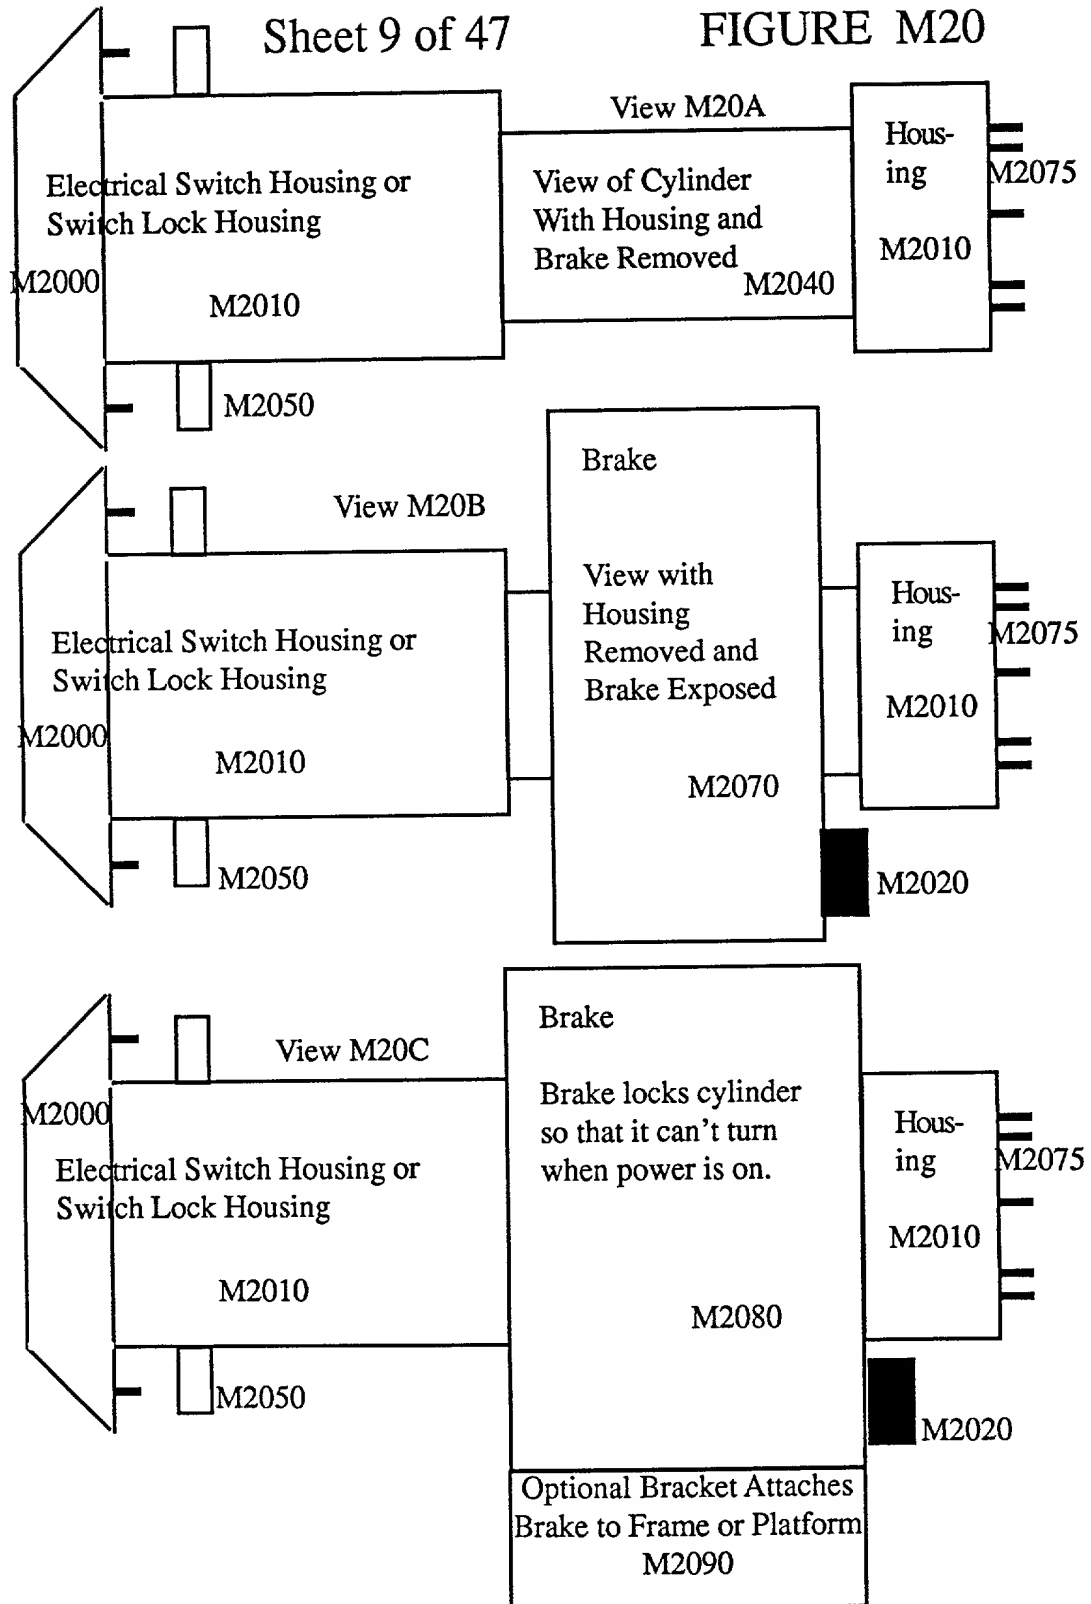 Sheet 9 of 47
FIGURE M20
View M20A
Electrical Switch Housing or
Switch Lock Housing
M2000
M2010
View of Cylinder
With Housing and
Brake Removed
M2040
Hous-
ing
M2010
M2075
M2050
View M20B
Electrical Switch Housing or
Switch Lock Housing
M2000
M2010
Brake
View with
Housing
Removed and
Brake Exposed
M2070
Hous-
ing
M2010
M2075
M2050
M2020
View M20C
M2000
Electrical Switch Housing or
Switch Lock Housing
M2010
Brake
Brake locks cylinder
so that it can't turn
when power is on.
M2080
Hous-
ing
M2010
M2075
M2050
M2020
Optional Bracket Attaches
Brake to Frame or Platform
M2090